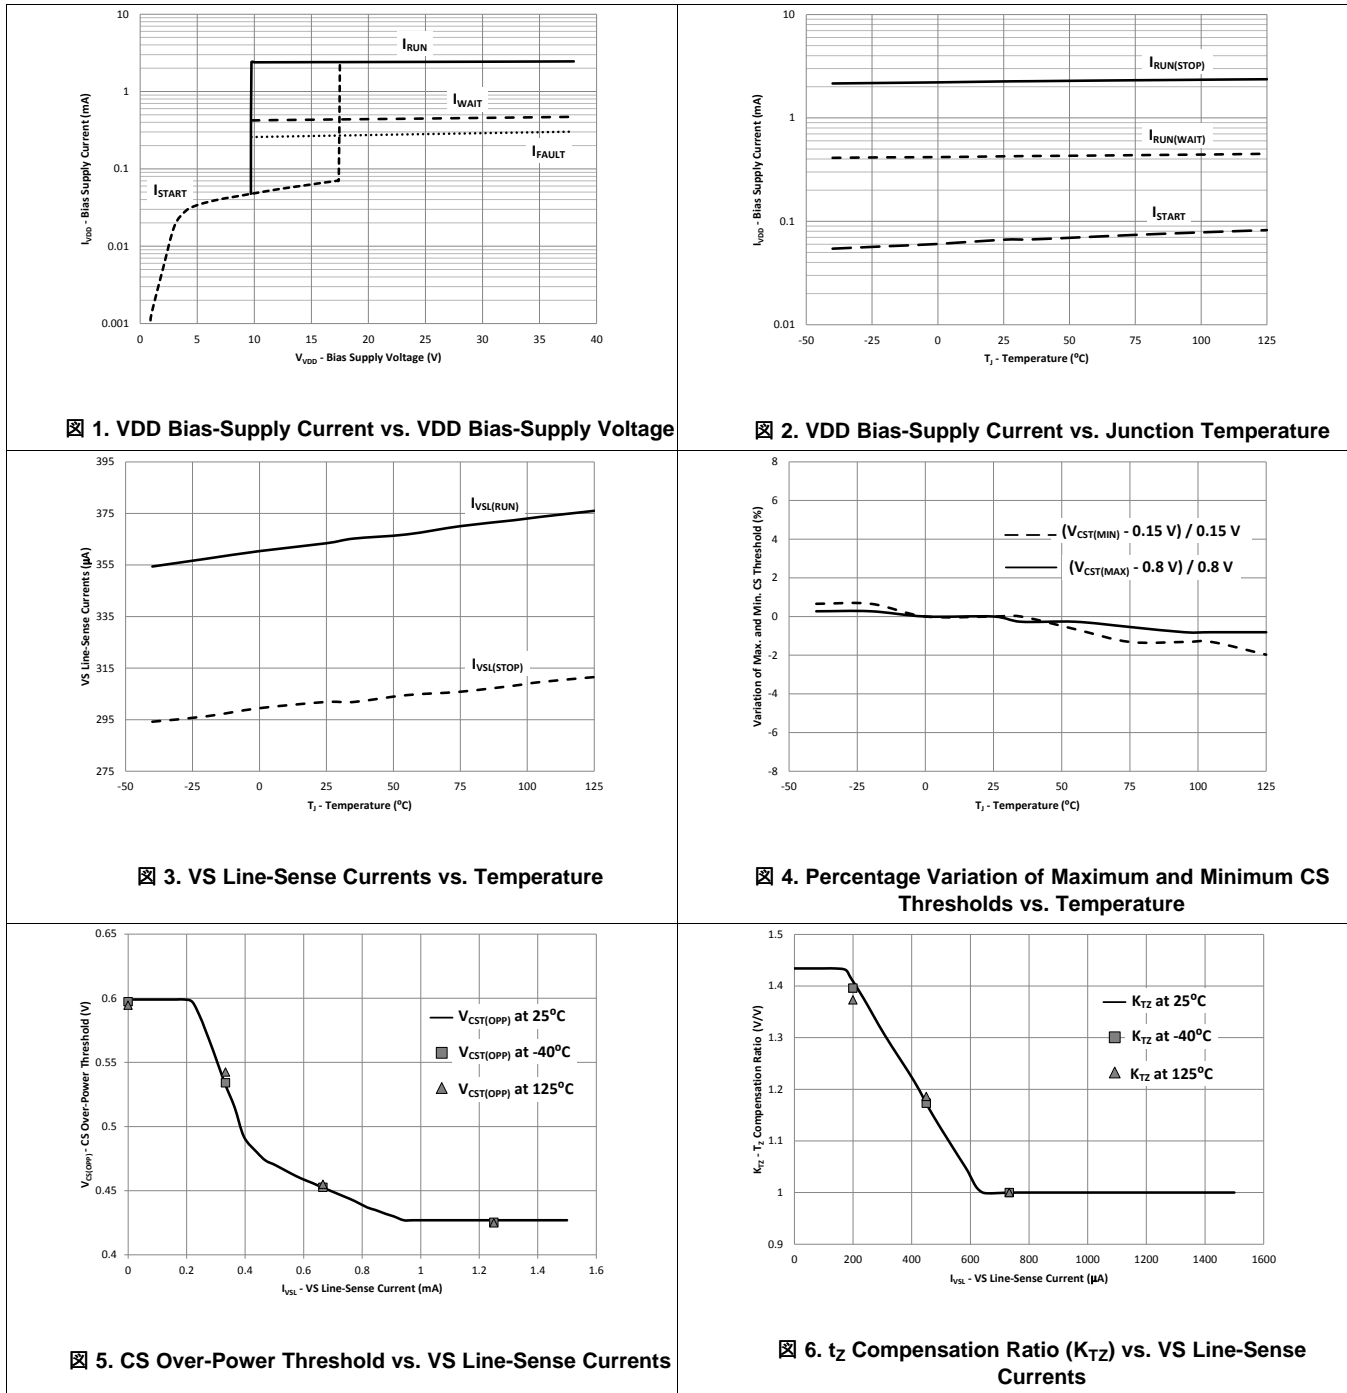 10
1
0.1
0.01
0.001
I_VDD - Bias Supply Current (mA)
I_RUN
I_WAIT
I_FAULT
I_START
0 5 10 15 20 25 30 35 40
V_VDD - Bias Supply Voltage (V)
図 1. VDD Bias-Supply Current vs. VDD Bias-Supply Voltage
10
1
0.1
0.01
I_VDD - Bias Supply Current (mA)
I_RUN(STOP)
I_RUN(WAIT)
I_START
-50 -25 0 25 50 75 100 125
T_J - Temperature (°C)
図 2. VDD Bias-Supply Current vs. Junction Temperature
395
375
355
335
315
295
275
VS Line-Sense Currents (µA)
I_VSL(RUN)
I_VSL(STOP)
-50 -25 0 25 50 75 100 125
T_J - Temperature (°C)
図 3. VS Line-Sense Currents vs. Temperature
8
6
4
2
0
-2
-4
-6
-8
Variation of Max. and Min. CS Threshold (%)
(V_CST(MIN) - 0.15 V) / 0.15 V
(V_CST(MAX) - 0.8 V) / 0.8 V
-50 -25 0 25 50 75 100 125
T_J - Temperature (°C)
図 4. Percentage Variation of Maximum and Minimum CS
Thresholds vs. Temperature
0.65
0.6
0.55
0.5
0.45
0.4
V_CS(OPP) - CS Over-Power Threshold (V)
V_CST(OPP) at 25°C
V_CST(OPP) at -40°C
V_CST(OPP) at 125°C
0 0.2 0.4 0.6 0.8 1 1.2 1.4 1.6
I_VSL - VS Line-Sense Current (mA)
図 5. CS Over-Power Threshold vs. VS Line-Sense Currents
1.5
1.4
1.3
1.2
1.1
1
0.9
K_TZ - T_Z Compensation Ratio (V/V)
K_TZ at 25°C
K_TZ at -40°C
K_TZ at 125°C
0 200 400 600 800 1000 1200 1400 1600
I_VSL - VS Line-Sense Current (µA)
図 6. t_Z Compensation Ratio (K_TZ) vs. VS Line-Sense
Currents